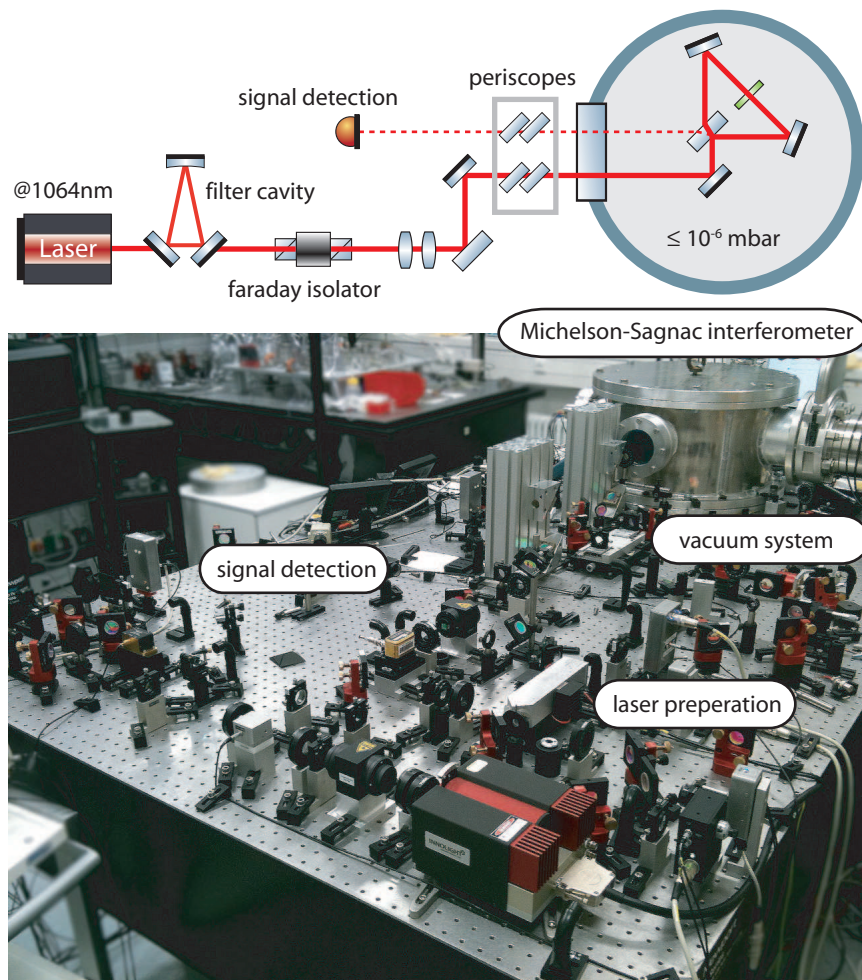 periscopes
signal detection
@1064nm
filter cavity
Laser
≤ 10⁻⁶ mbar
faraday isolator
Michelson-Sagnac interferometer
vacuum system
signal detection
laser preperation
INNOLIGHT